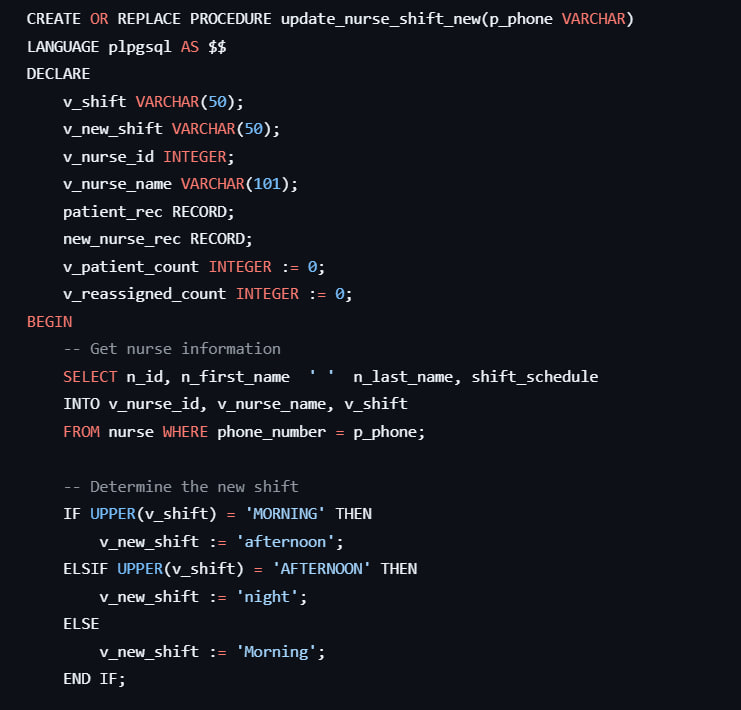 CREATE OR REPLACE PROCEDURE update_nurse_shift_new(p_phone VARCHAR)
LANGUAGE plpgsql AS $$
DECLARE
    v_shift VARCHAR(50);
    v_new_shift VARCHAR(50);
    v_nurse_id INTEGER;
    v_nurse_name VARCHAR(101);
    patient_rec RECORD;
    new_nurse_rec RECORD;
    v_patient_count INTEGER := 0;
    v_reassigned_count INTEGER := 0;
BEGIN
    -- Get nurse information
    SELECT n_id, n_first_name  ' '  n_last_name, shift_schedule
    INTO v_nurse_id, v_nurse_name, v_shift
    FROM nurse WHERE phone_number = p_phone;

    -- Determine the new shift
    IF UPPER(v_shift) = 'MORNING' THEN
        v_new_shift := 'afternoon';
    ELSIF UPPER(v_shift) = 'AFTERNOON' THEN
        v_new_shift := 'night';
    ELSE
        v_new_shift := 'Morning';
    END IF;